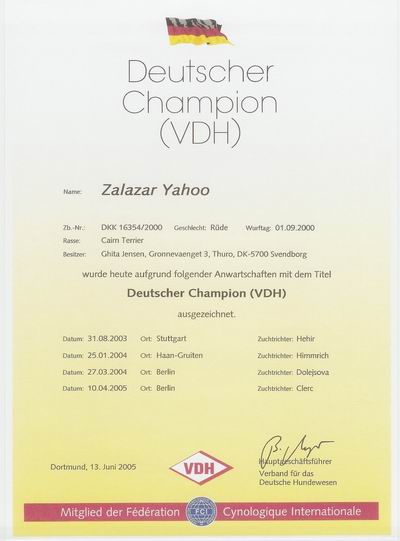 Deutscher
Champion
(VDH)
Name: Zalazar Yahoo
Zb.-Nr.: DKK 16354/2000 Geschlecht: Rüde Wurftag: 01.09.2000
Rasse: Cairn Terrier
Besitzer: Ghita Jensen, Gronnevaenget 3, Thuro, DK-5700 Svendborg
wurde heute aufgrund folgender Anwartschaften mit dem Titel
Deutscher Champion (VDH)
ausgezeichnet.
Datum: 31.08.2003 Ort: Stuttgart Zuchtrichter: Hehir
Datum: 25.01.2004 Ort: Haan-Gruiten Zuchtrichter: Himmrich
Datum: 27.03.2004 Ort: Berlin Zuchtrichter: Dolejsova
Datum: 10.04.2005 Ort: Berlin Zuchtrichter: Clerc
Dortmund, 13. Juni 2005
VDH
Hauptgeschäftsführer
Verband für das
Deutsche Hundewesen
Mitglied der Fédération FCI Cynologique Internationale